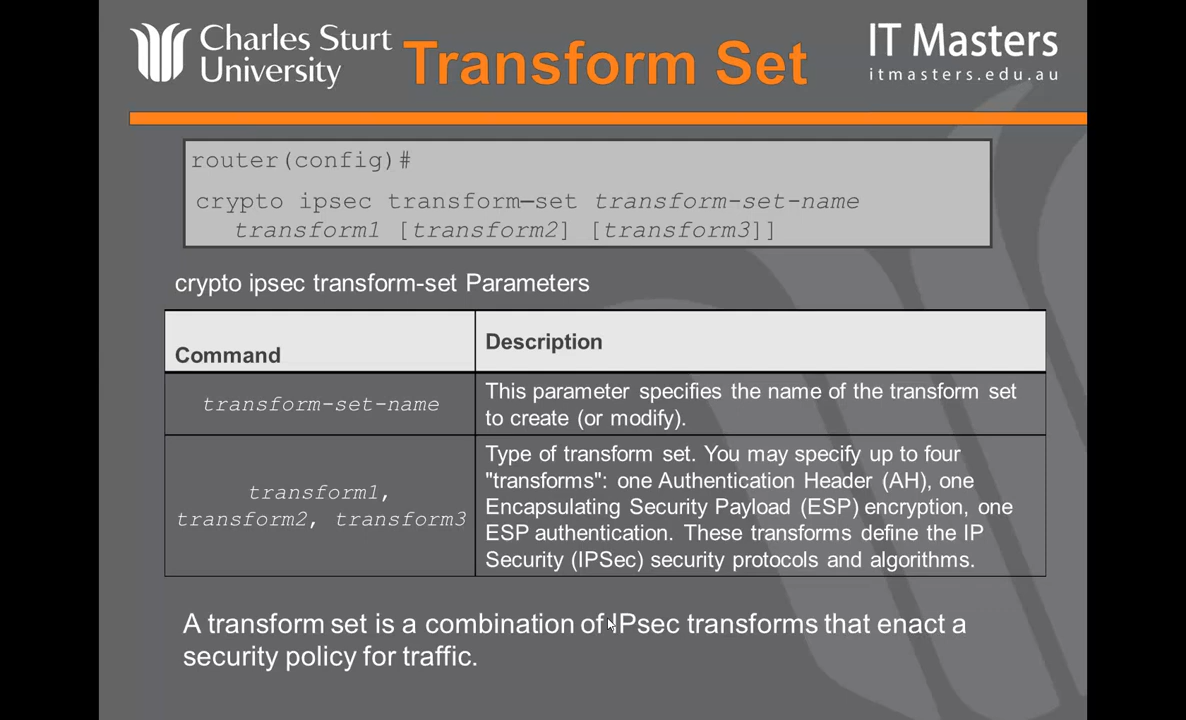 Charles Sturt
University
Transform Set
IT Masters
itmasters.edu.au
router(config)#
crypto ipsec transform–set transform-set-name
transform1 [transform2] [transform3]]
crypto ipsec transform-set Parameters
Command
Description
transform-set-name
This parameter specifies the name of the transform set
to create (or modify).
transform1,
transform2, transform3
Type of transform set. You may specify up to four
"transforms": one Authentication Header (AH), one
Encapsulating Security Payload (ESP) encryption, one
ESP authentication. These transforms define the IP
Security (IPSec) security protocols and algorithms.
A transform set is a combination of IPsec transforms that enact a
security policy for traffic.